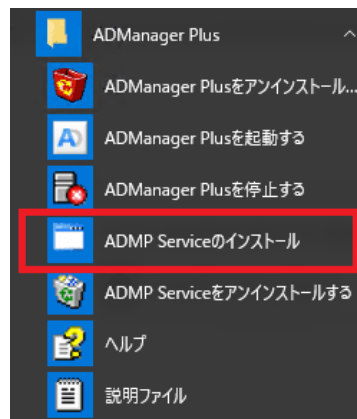 ADManager Plus
ADManager Plusをアンインストール...
ADManager Plusを起動する
ADManager Plusを停止する
ADMP Serviceのインストール
ADMP Serviceをアンインストールする
ヘルプ
説明ファイル